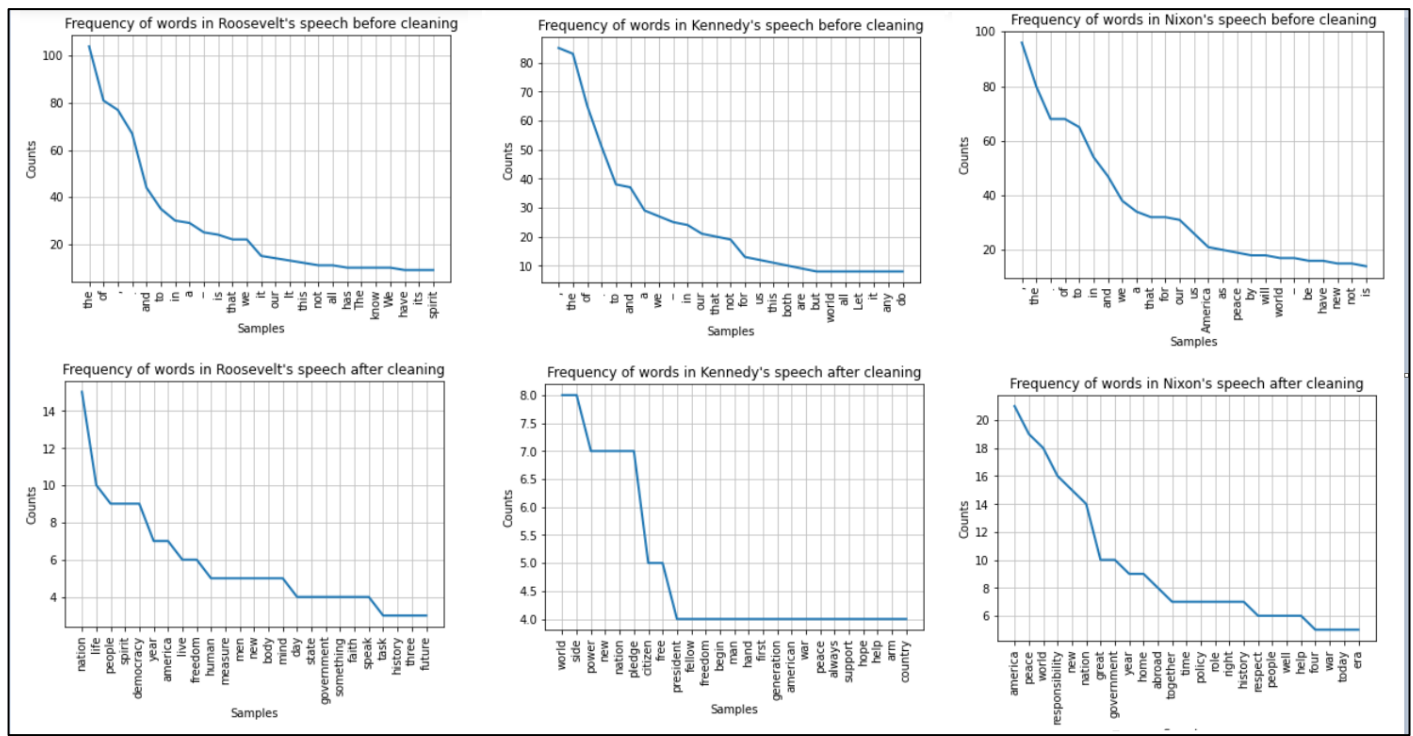 Frequency of words in Roosevelt's speech before cleaning
100
80
60
40
20
Counts
the
of
,
.
and
to
in
a
–
is
that
we
it
our
It
this
not
all
has
The
know
We
have
its
spirit
Samples
Frequency of words in Kennedy's speech before cleaning
80
70
60
50
40
30
20
10
Counts
,
the
of
.
to
and
a
we
–
in
our
that
not
for
us
this
both
are
but
world
all
Let
it
any
do
Samples
Frequency of words in Nixon's speech before cleaning
100
80
60
40
20
Counts
,
the
.
of
to
in
and
we
a
that
for
our
us
America
as
peace
by
will
world
–
be
have
new
not
is
Samples
Frequency of words in Roosevelt's speech after cleaning
14
12
10
8
6
4
Counts
nation
life
people
spirit
democracy
year
america
live
freedom
human
measure
men
new
body
mind
day
state
government
something
faith
speak
task
history
three
future
Samples
Frequency of words in Kennedy's speech after cleaning
8.0
7.5
7.0
6.5
6.0
5.5
5.0
4.5
4.0
Counts
world
side
power
new
nation
pledge
citizen
free
president
fellow
freedom
begin
man
hand
first
generation
american
war
peace
always
support
hope
help
arm
country
Samples
Frequency of words in Nixon's speech after cleaning
20
18
16
14
12
10
8
6
Counts
america
peace
world
responsibility
new
nation
great
government
year
home
abroad
together
time
policy
role
right
history
respect
people
well
help
four
war
today
era